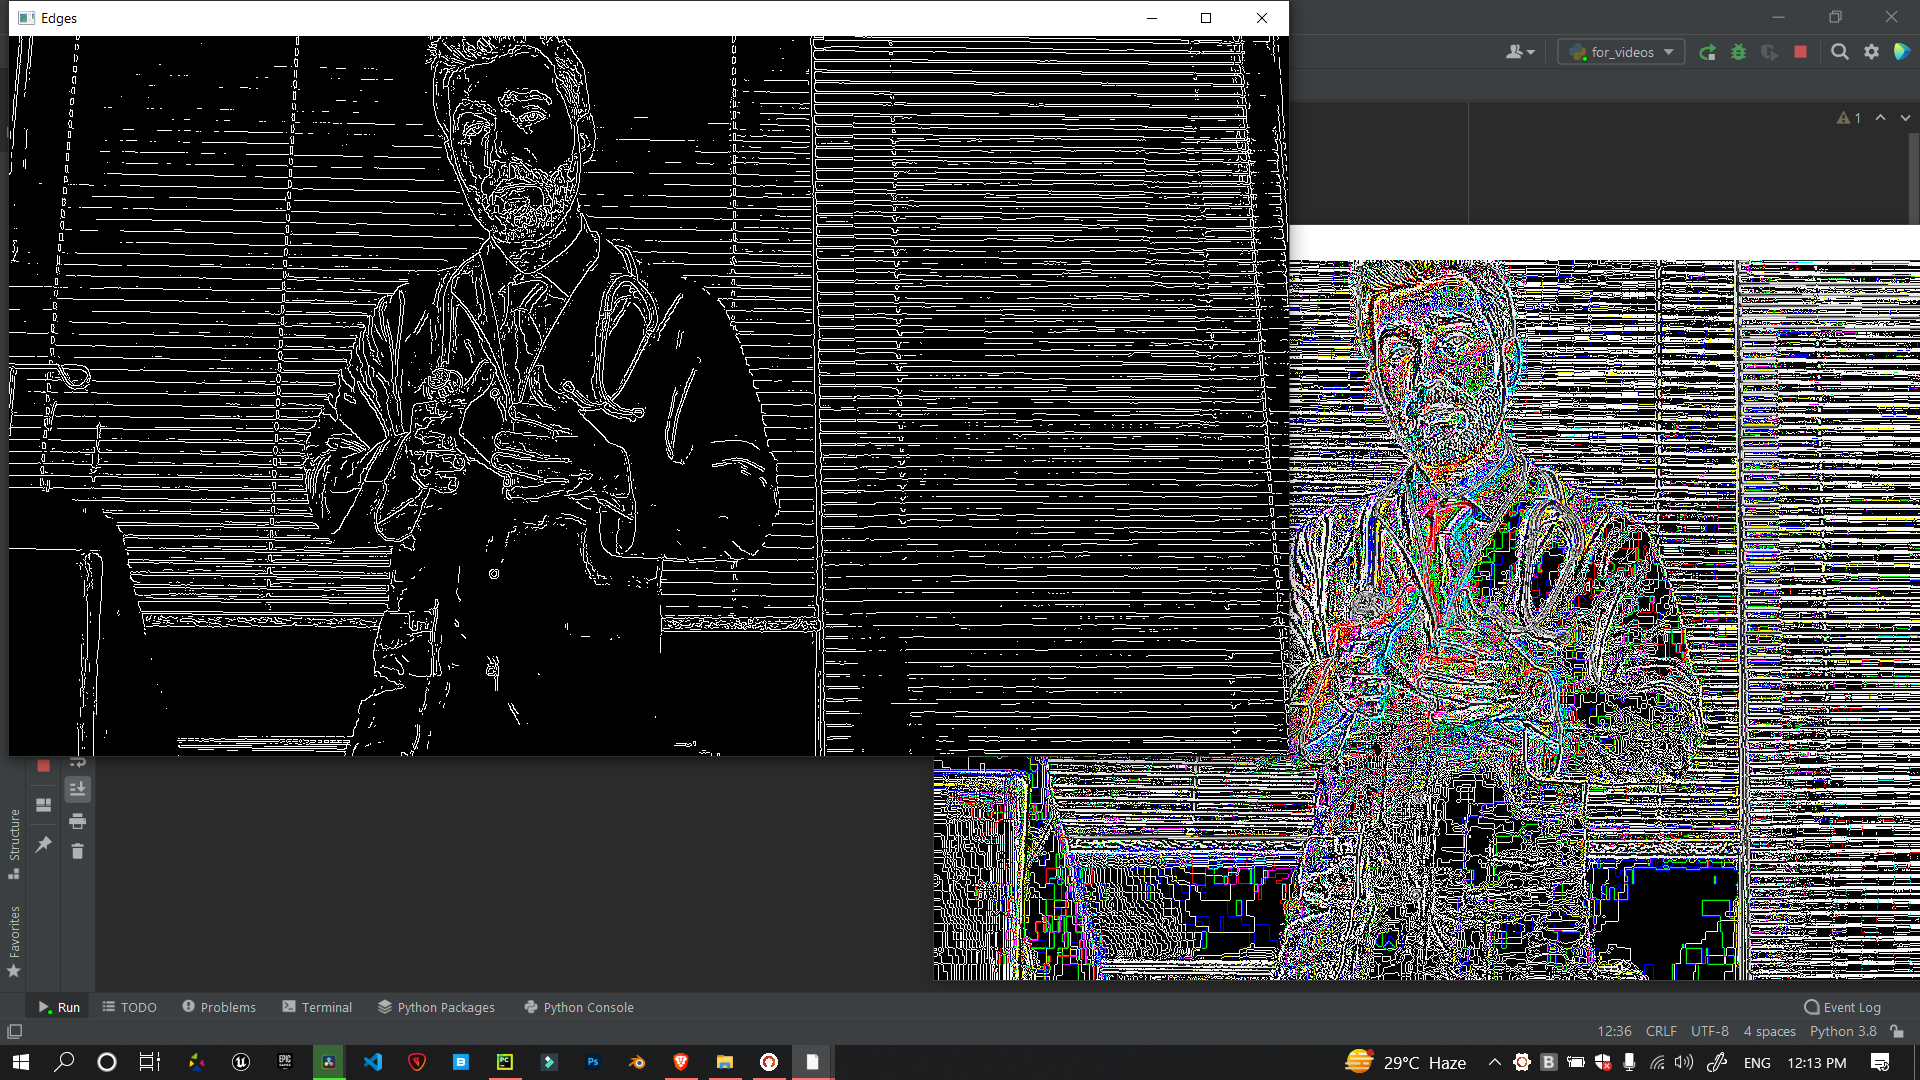 Edges
for_videos
1
Structure
Favorites
Run
TODO
Problems
Terminal
Python Packages
Python Console
Event Log
12:36
CRLF
UTF-8
4 spaces
Python 3.8
29°C Haze
ENG
12:13 PM